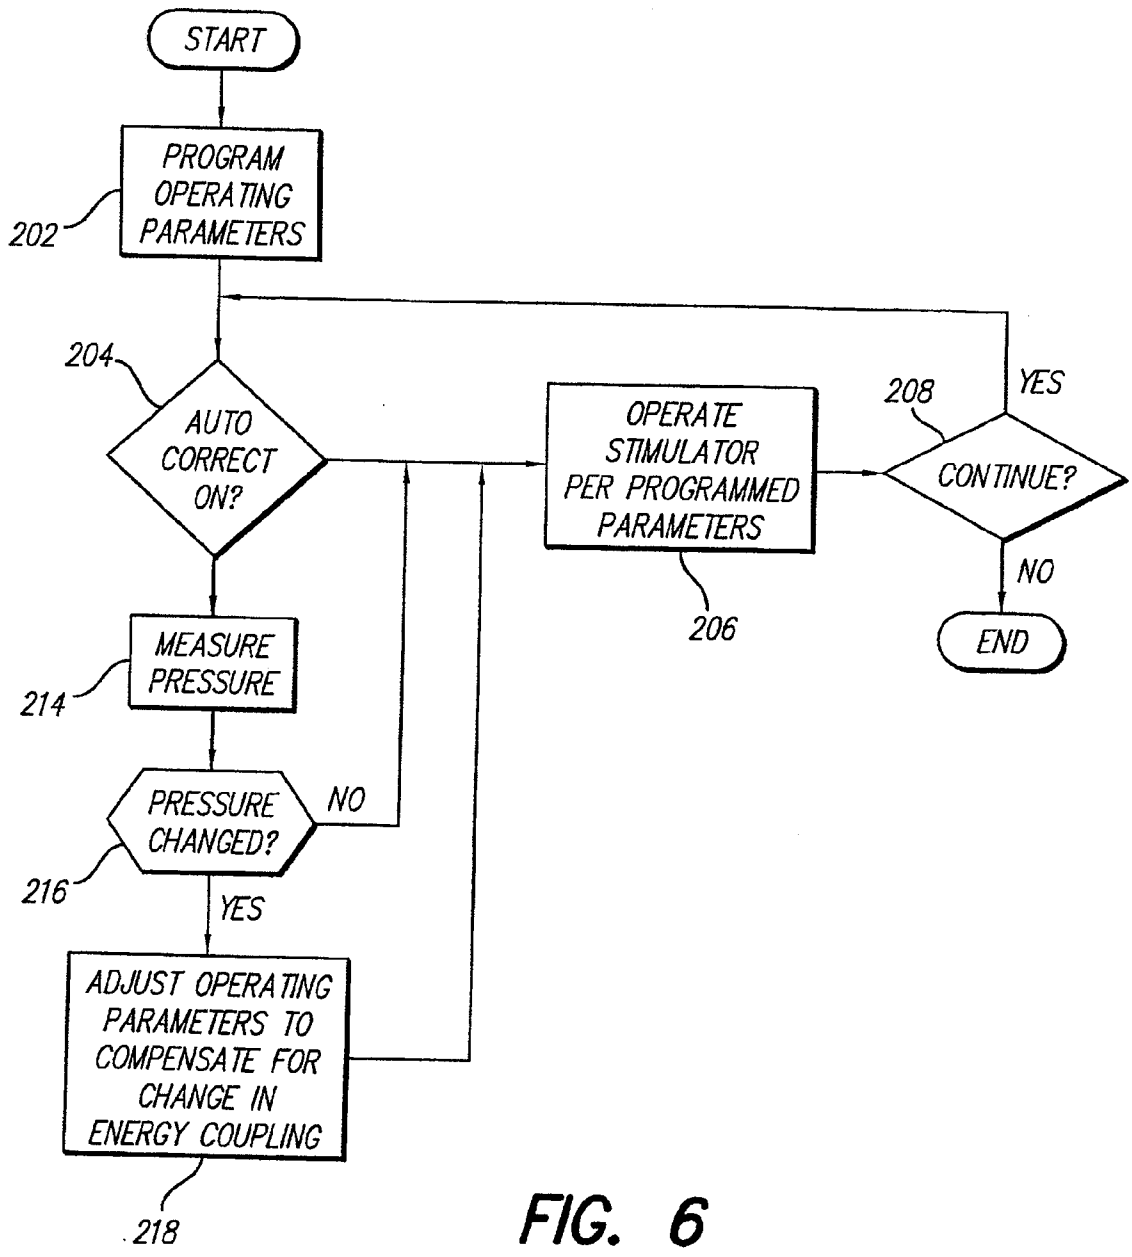 START
PROGRAM
OPERATING
PARAMETERS
202
204
AUTO
CORRECT
ON?
OPERATE
STIMULATOR
PER PROGRAMMED
PARAMETERS
206
208
CONTINUE?
YES
NO
END
MEASURE
PRESSURE
214
PRESSURE
CHANGED?
NO
216
YES
ADJUST OPERATING
PARAMETERS TO
COMPENSATE FOR
CHANGE IN
ENERGY COUPLING
218
FIG. 6